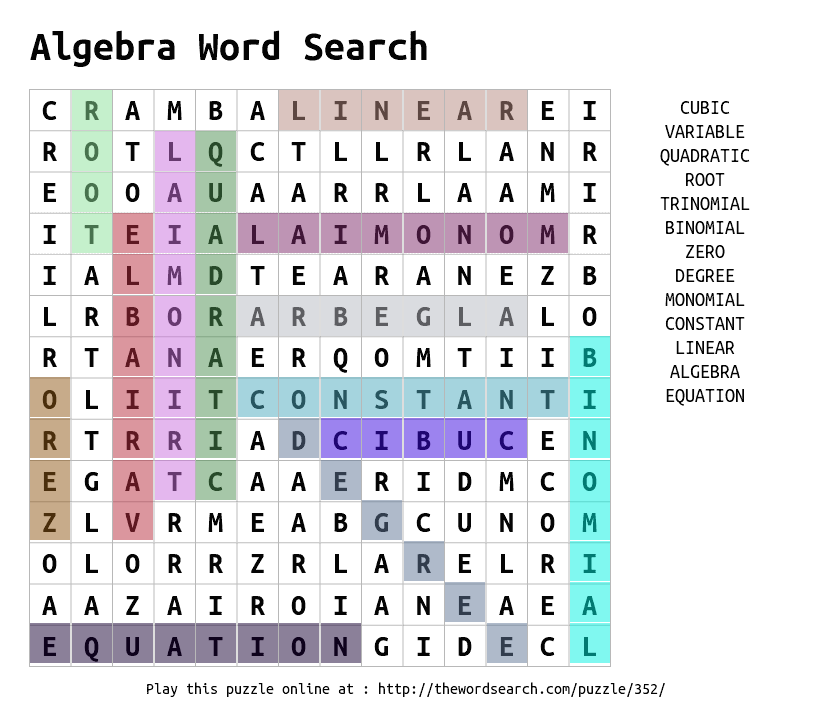 Algebra Word Search
C R A M B A L I N E A R E I
R O T L Q C T L L R L A N R
E O O A U A A R R L A A M I
I T E I A L A I M O N O M R
I A L M D T E A R A N E Z B
L R B O R A R B E G L A L O
R T A N A E R Q O M T I I B
O L I I T C O N S T A N T I
R T R R I A D C I B U C E N
E G A T C A A E R I D M C O
Z L V R M E A B G C U N O M
O L O R R Z R L A R E L R I
A A Z A I R O I A N E A E A
E Q U A T I O N G I D E C L
CUBIC
VARIABLE
QUADRATIC
ROOT
TRINOMIAL
BINOMIAL
ZERO
DEGREE
MONOMIAL
CONSTANT
LINEAR
ALGEBRA
EQUATION
Play this puzzle online at : http://thewordsearch.com/puzzle/352/